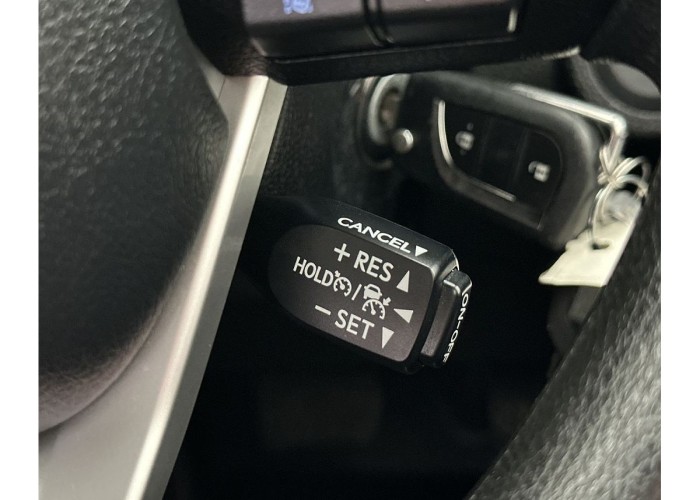 CANCEL▼
+ RES ▲
HOLD / ◀
− SET ▼
ON-OFF